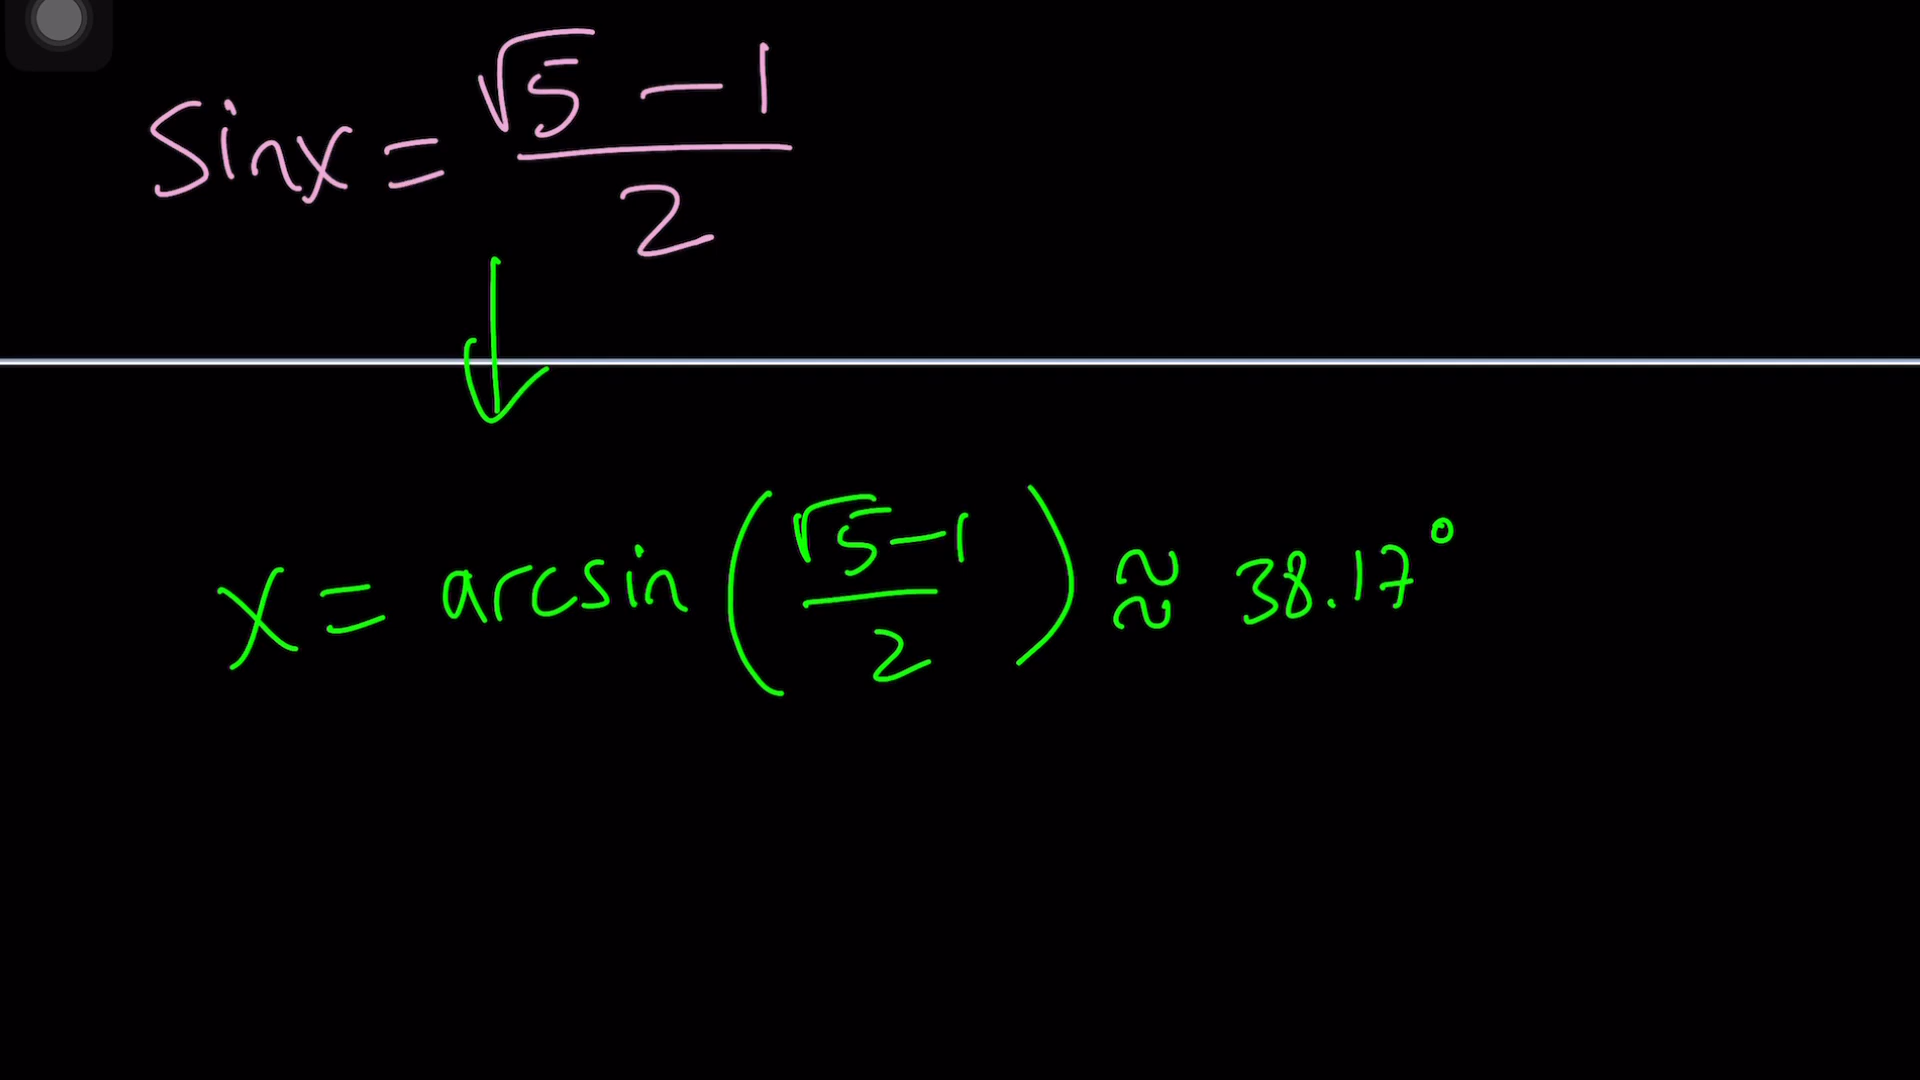 Sinx = (√5 − 1)/2
x = arcsin((√5−1)/2) ≈ 38.17°